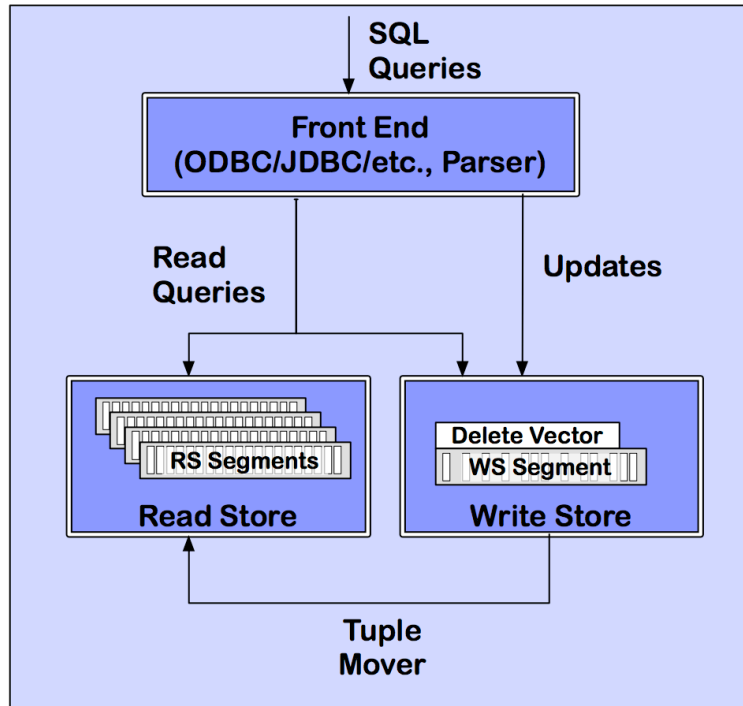 SQL
Queries
Front End
(ODBC/JDBC/etc., Parser)
Read
Queries
Updates
RS Segments
Read Store
Delete Vector
WS Segment
Write Store
Tuple
Mover